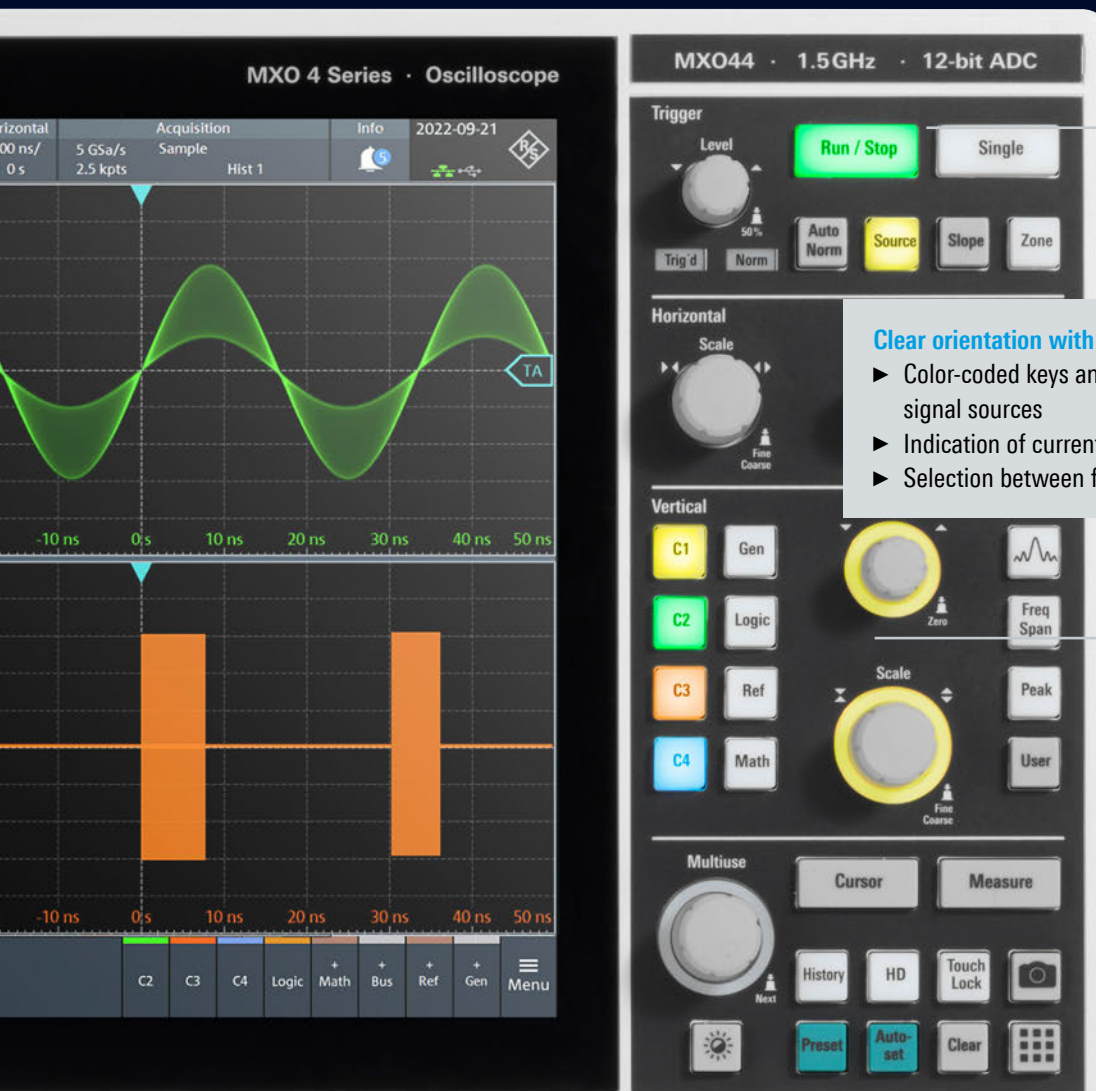 MXO 4 Series · Oscilloscope
rizontal
Acquisition
Info
2022-09-21
00 ns/
5 GSa/s
Sample
0 s
2.5 kpts
Hist 1
5
R S
TA
-10 ns
0 s
10 ns
20 ns
30 ns
40 ns
50 ns
-10 ns
0 s
10 ns
20 ns
30 ns
40 ns
50 ns
C2
C3
C4
Logic
+ Math
+ Bus
+ Ref
+ Gen
Menu
MXO44 · 1.5 GHz · 12-bit ADC
Trigger
Level
Run / Stop
Single
50%
Auto
Norm
Source
Slope
Zone
Trig'd
Norm
Horizontal
Scale
Fine
Coarse
Clear orientation with
► Color-coded keys an
signal sources
► Indication of current
► Selection between f
Vertical
C1
Gen
Zero
C2
Logic
Freq
Span
C3
Ref
Scale
Peak
C4
Math
User
Fine
Coarse
Multiuse
Cursor
Measure
Next
History
HD
Touch
Lock
Preset
Auto-
set
Clear